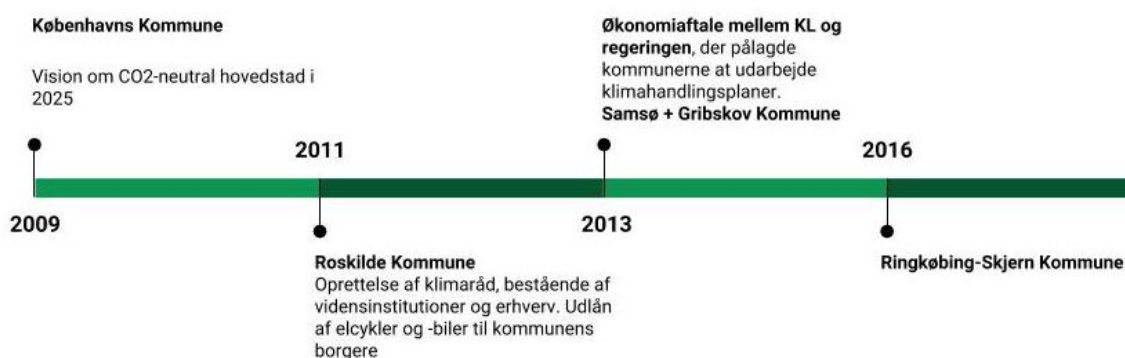 Københavns Kommune
Vision om CO2-neutral hovedstad i
2025
2009
2011
Roskilde Kommune
Oprettelse af klimaråd, bestående af
vidensinstitutioner og erhverv. Udlån
af elcykler og -biler til kommunens
borgere
Økonomiaftale mellem KL og
regeringen, der pålagde
kommunerne at udarbejde
klimahandlingsplaner.
Samsø + Gribskov Kommune
2013
2016
Ringkøbing-Skjern Kommune